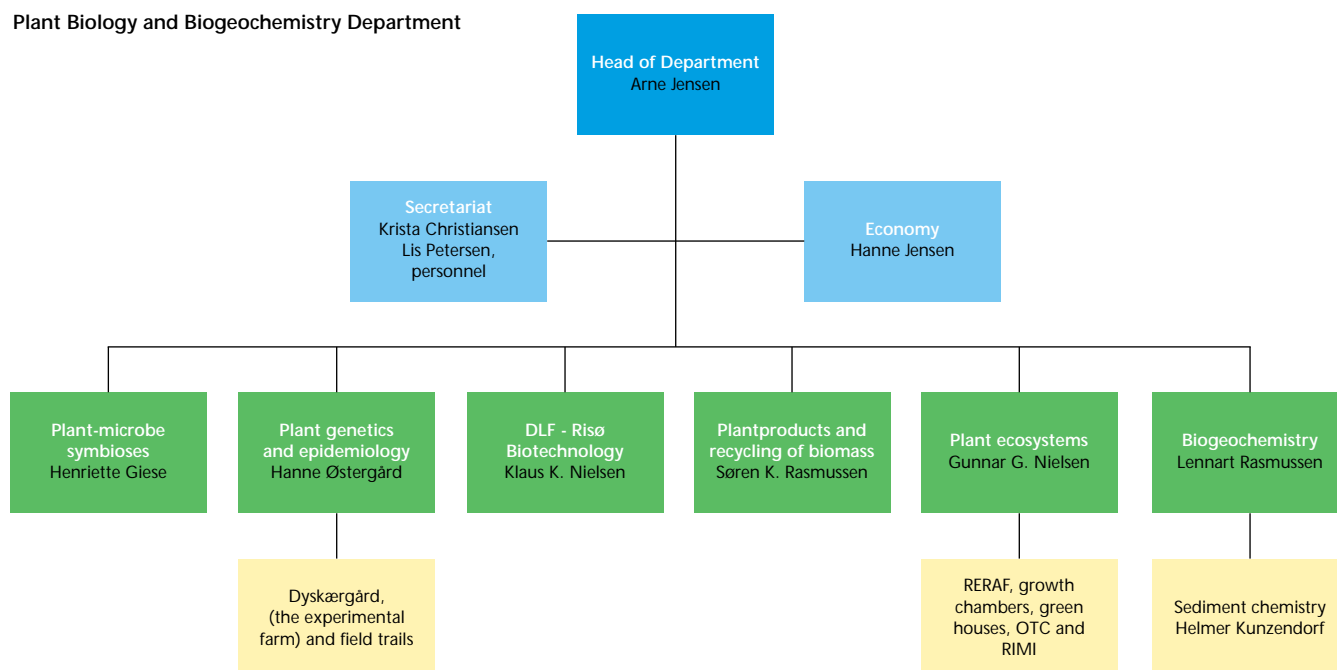 Plant Biology and Biogeochemistry Department
Head of Department
Arne Jensen
Secretariat
Krista Christiansen
Lis Petersen,
personnel
Economy
Hanne Jensen
Plant-microbe
symbioses
Henriette Giese
Plant genetics
and epidemiology
Hanne Østergård
DLF - Risø
Biotechnology
Klaus K. Nielsen
Plantproducts and
recycling of biomass
Søren K. Rasmussen
Plant ecosystems
Gunnar G. Nielsen
Biogeochemistry
Lennart Rasmussen
Dyskærgård,
(the experimental
farm) and field trails
RERAF, growth
chambers, green
houses, OTC and
RIMI
Sediment chemistry
Helmer Kunzendorf